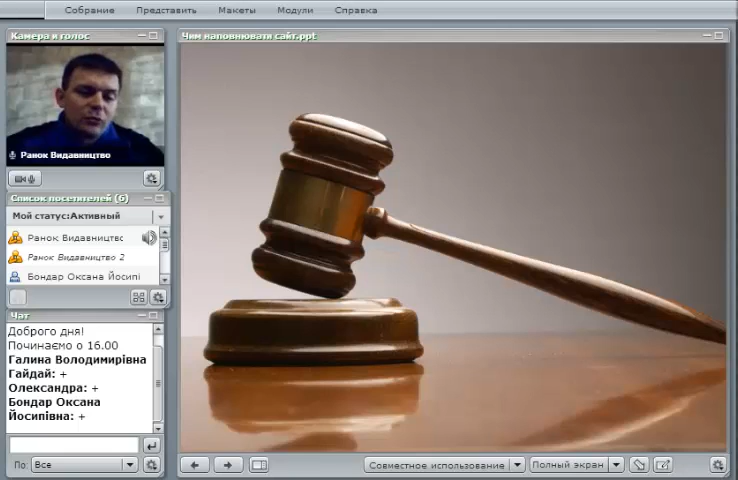 Собрание Представить Макеты Модули Справка
Камера и голос
Ранок Видавництво
Список посетителей (6)
Мой статус:Активный
Ранок Видавництвс
Ранок Видавництво 2
Бондар Оксана Йосипі
Чат
Доброго дня!
Починаємо о 16.00
Галина Володимирівна
Гайдай: +
Олександра: +
Бондар Оксана
Йосипівна: +
По: Все
Чим наповнювати сайт.ppt
Совместное использование
Полный экран